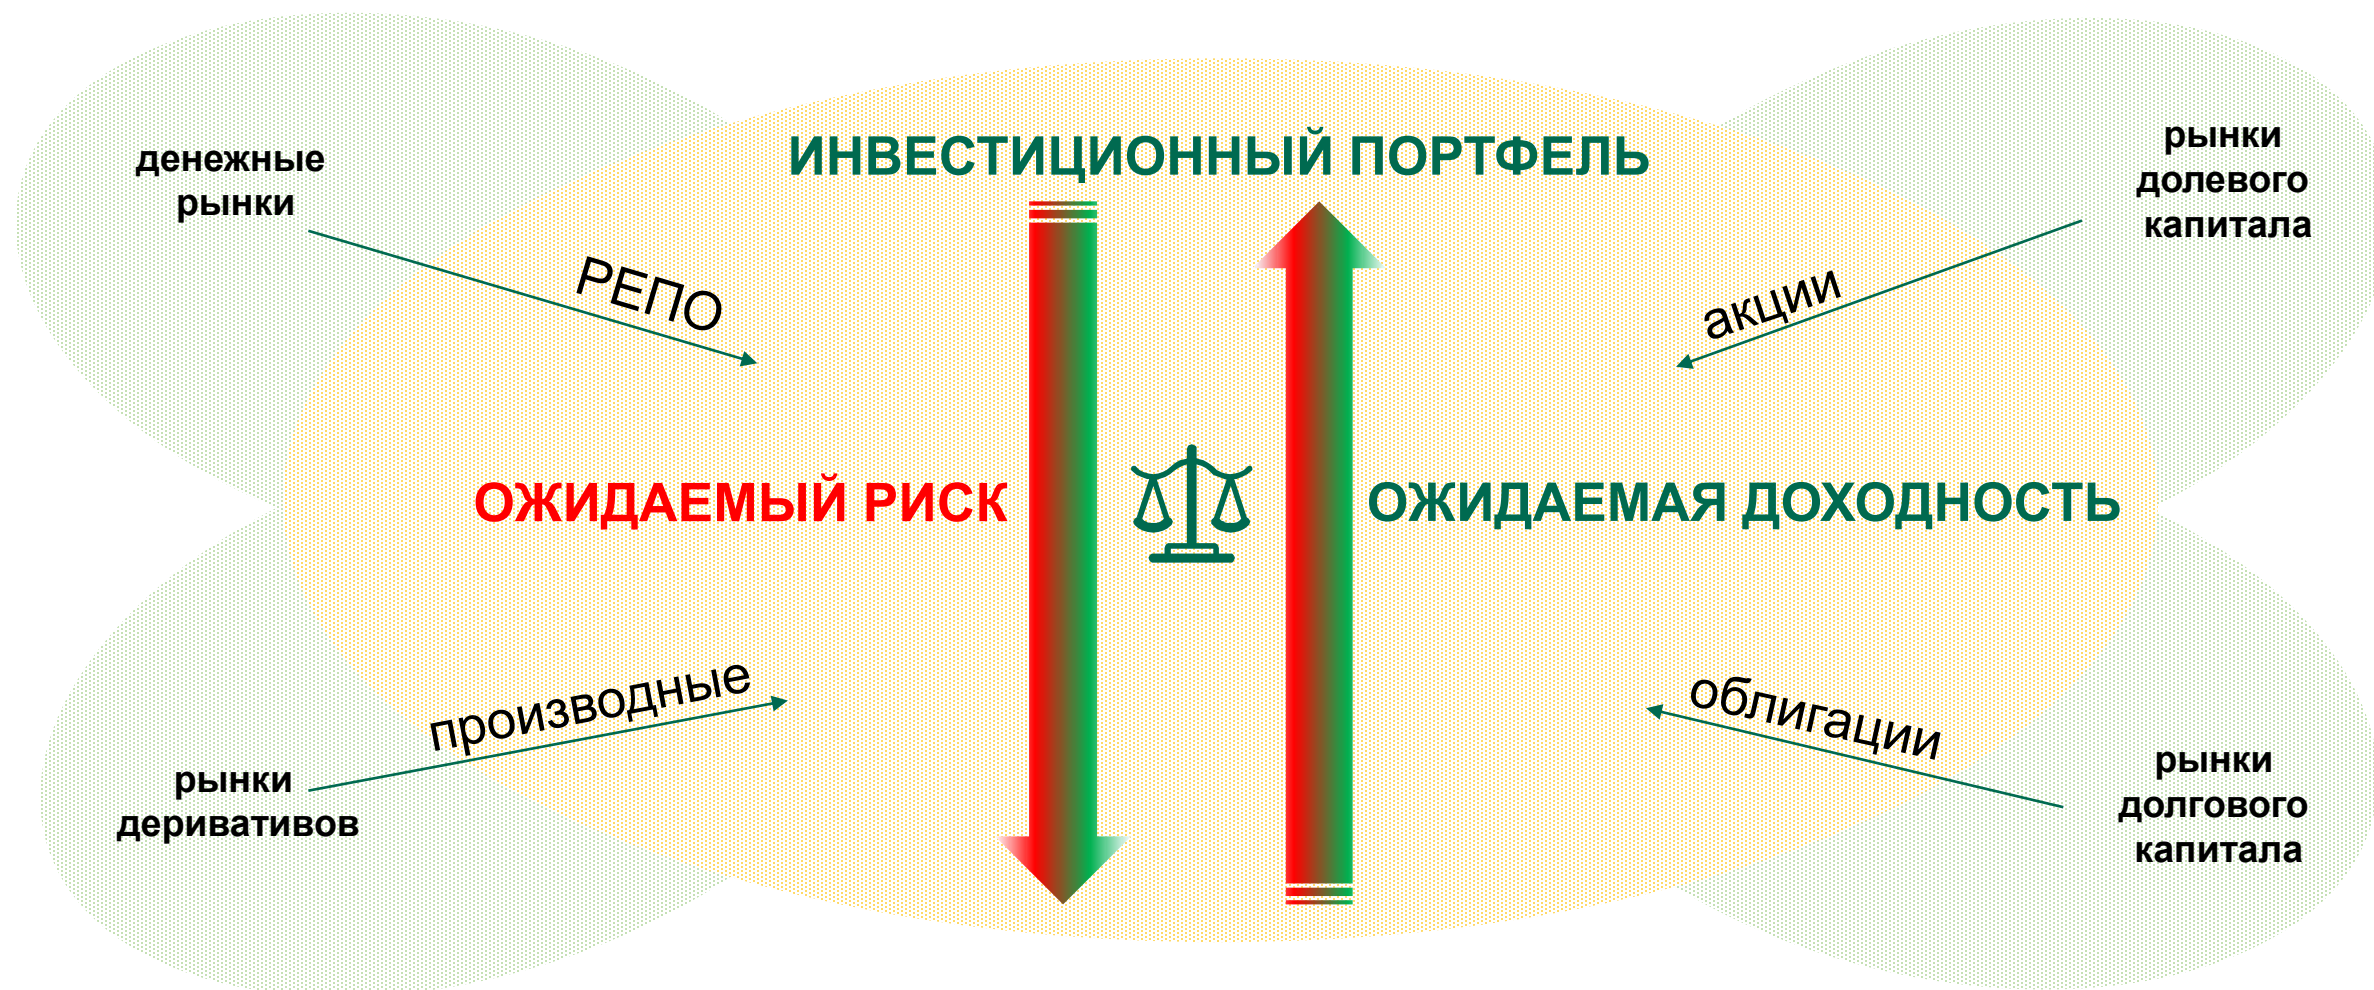 ИНВЕСТИЦИОННЫЙ ПОРТФЕЛЬ
денежные
рынки
РЕПО
рынки
долевого
капитала
акции
ОЖИДАЕМЫЙ РИСК
ОЖИДАЕМАЯ ДОХОДНОСТЬ
производные
рынки
деривативов
облигации
рынки
долгового
капитала